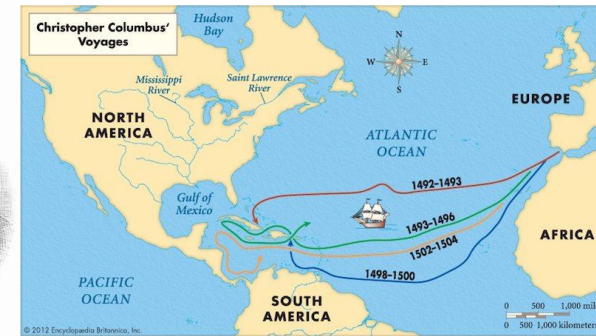 Christopher Columbus'
Voyages
Hudson
Bay
N
W
E
S
Mississippi
River
Saint Lawrence
River
EUROPE
NORTH
AMERICA
ATLANTIC
OCEAN
1492–1493
Gulf of
Mexico
1493–1496
1502–1504
AFRICA
1498–1500
PACIFIC
OCEAN
SOUTH
AMERICA
0 500 1,000 mil
0 500 1,000 kilometer
© 2012 Encyclopædia Britannica, Inc.